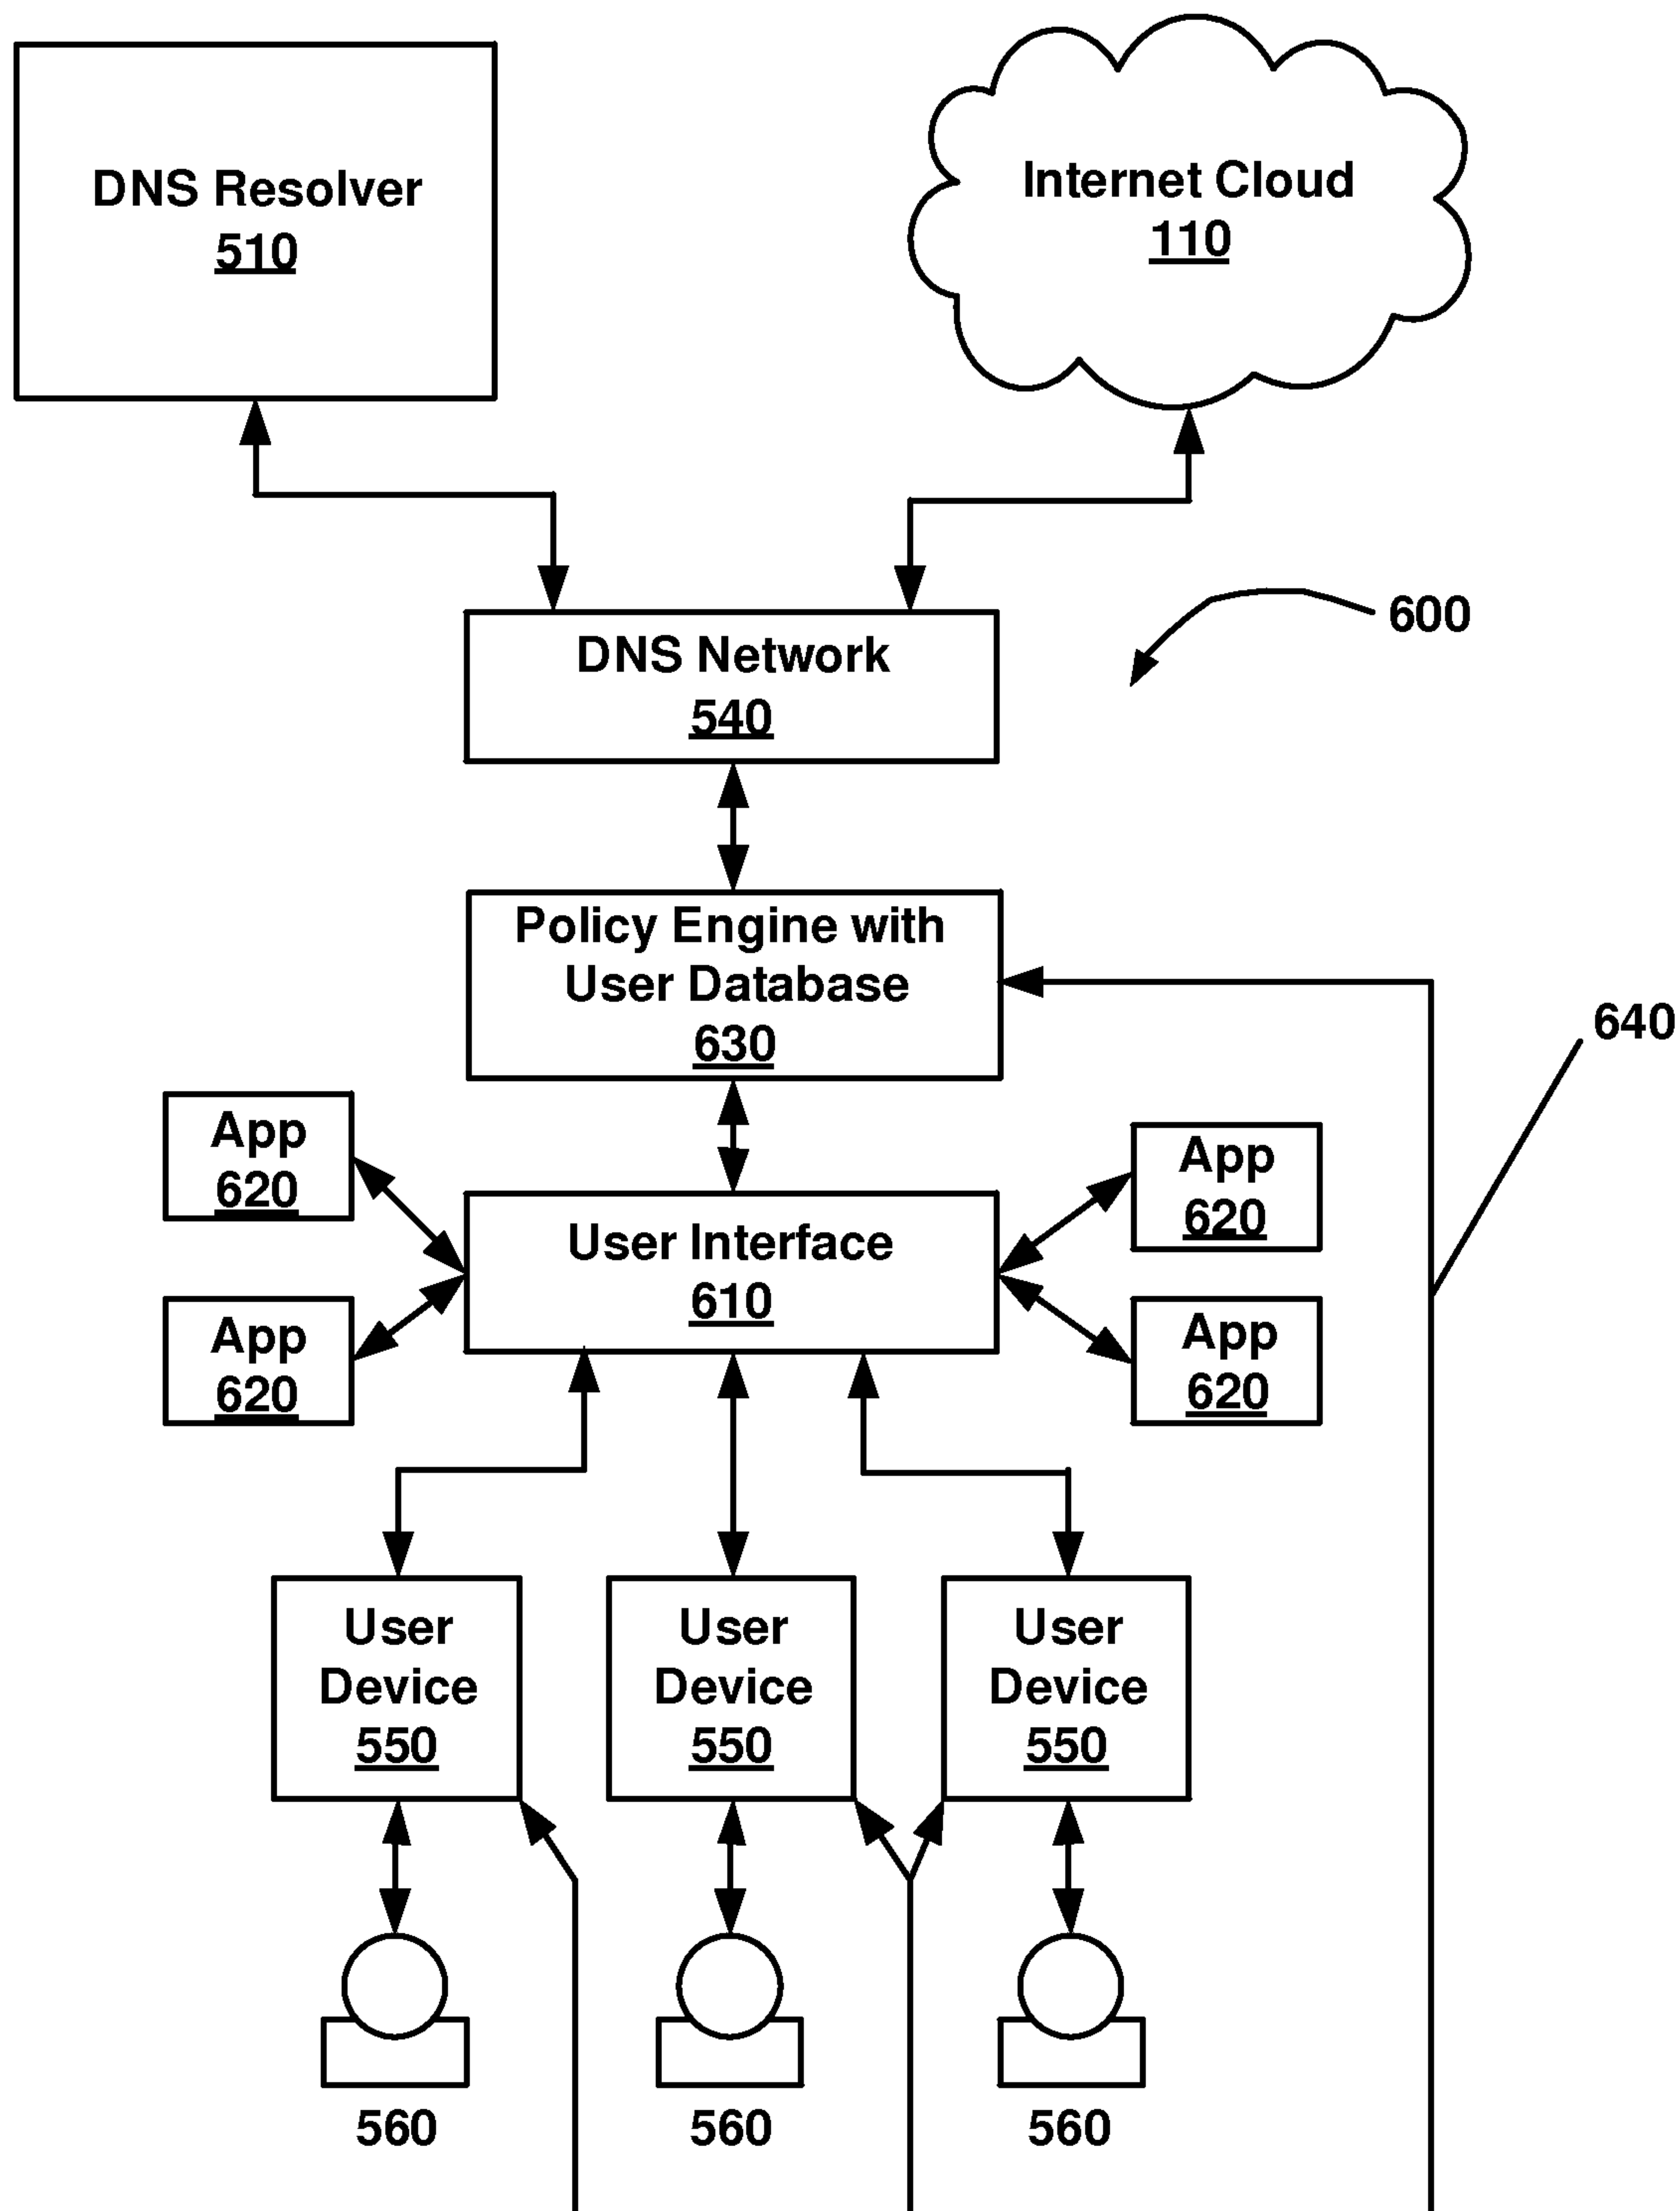 DNS Resolver
510
Internet Cloud
110
600
DNS Network
540
Policy Engine with
User Database
630
640
App
620
App
620
User Interface
610
App
620
App
620
User
Device
550
User
Device
550
User
Device
550
560
560
560